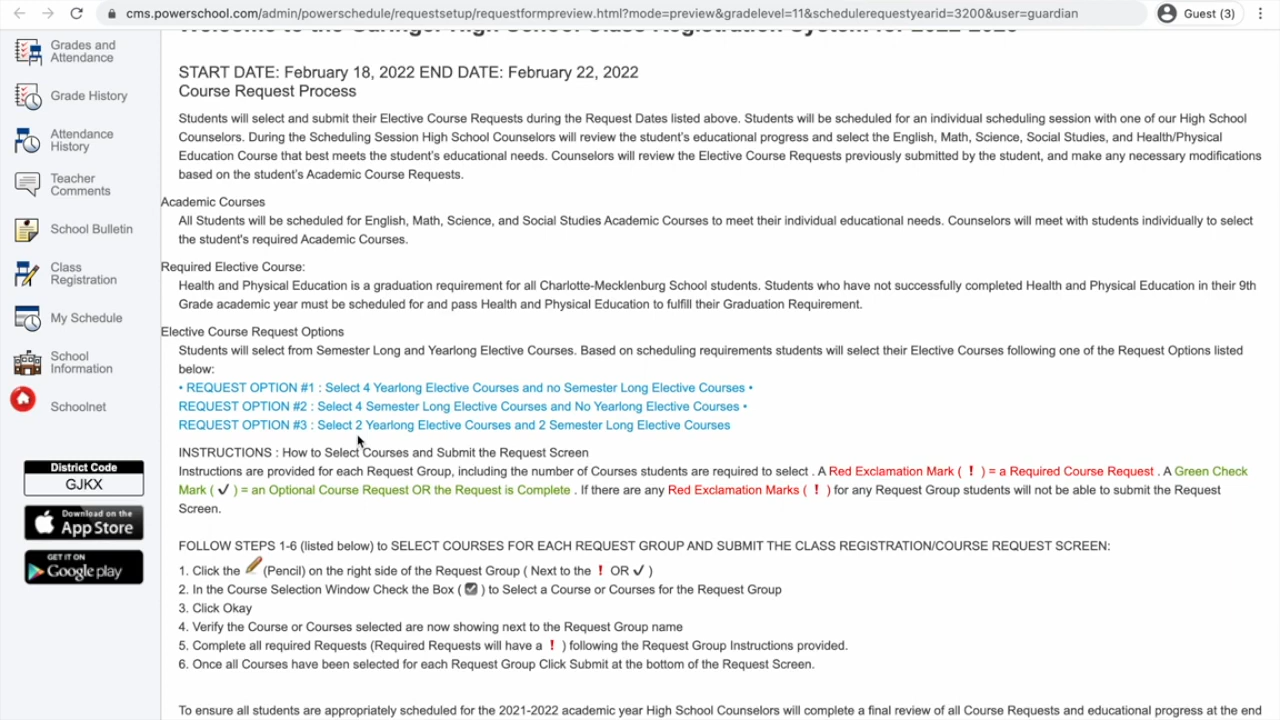 cms.powerschool.com/admin/powerschedule/requestsetup/requestformpreview.html?mode=preview&gradelevel=11&schedulerequestyearid=3200&user=guardian
Guest (3)
Welcome to the Garinger High School Class Registration System for 2022-2023
START DATE: February 18, 2022 END DATE: February 22, 2022
Course Request Process
Students will select and submit their Elective Course Requests during the Request Dates listed above. Students will be scheduled for an individual scheduling session with one of our High School
Counselors. During the Scheduling Session High School Counselors will review the student's educational progress and select the English, Math, Science, Social Studies, and Health/Physical
Education Course that best meets the student's educational needs. Counselors will review the Elective Course Requests previously submitted by the student, and make any necessary modifications
based on the student's Academic Course Requests.
Academic Courses
All Students will be scheduled for English, Math, Science, and Social Studies Academic Courses to meet their individual educational needs. Counselors will meet with students individually to select
the student's required Academic Courses.
Required Elective Course:
Health and Physical Education is a graduation requirement for all Charlotte-Mecklenburg School students. Students who have not successfully completed Health and Physical Education in their 9th
Grade academic year must be scheduled for and pass Health and Physical Education to fulfill their Graduation Requirement.
Elective Course Request Options
Students will select from Semester Long and Yearlong Elective Courses. Based on scheduling requirements students will select their Elective Courses following one of the Request Options listed
below:
• REQUEST OPTION #1 : Select 4 Yearlong Elective Courses and no Semester Long Elective Courses •
REQUEST OPTION #2 : Select 4 Semester Long Elective Courses and No Yearlong Elective Courses •
REQUEST OPTION #3 : Select 2 Yearlong Elective Courses and 2 Semester Long Elective Courses
INSTRUCTIONS : How to Select Courses and Submit the Request Screen
Instructions are provided for each Request Group, including the number of Courses students are required to select . A Red Exclamation Mark ( ! ) = a Required Course Request . A Green Check
Mark ( ✓ ) = an Optional Course Request OR the Request is Complete . If there are any Red Exclamation Marks ( ! ) for any Request Group students will not be able to submit the Request
Screen.
FOLLOW STEPS 1-6 (listed below) to SELECT COURSES FOR EACH REQUEST GROUP AND SUBMIT THE CLASS REGISTRATION/COURSE REQUEST SCREEN:
1. Click the (Pencil) on the right side of the Request Group ( Next to the ! OR ✓ )
2. In the Course Selection Window Check the Box ( ☑ ) to Select a Course or Courses for the Request Group
3. Click Okay
4. Verify the Course or Courses selected are now showing next to the Request Group name
5. Complete all required Requests (Required Requests will have a ! ) following the Request Group Instructions provided.
6. Once all Courses have been selected for each Request Group Click Submit at the bottom of the Request Screen.
To ensure all students are appropriately scheduled for the 2021-2022 academic year High School Counselors will complete a final review of all Course Requests and educational progress at the end
Grades and
Attendance
Grade History
Attendance
History
Teacher
Comments
School Bulletin
Class
Registration
My Schedule
School
Information
Schoolnet
District Code
GJKX
Download on the
App Store
GET IT ON
Google play